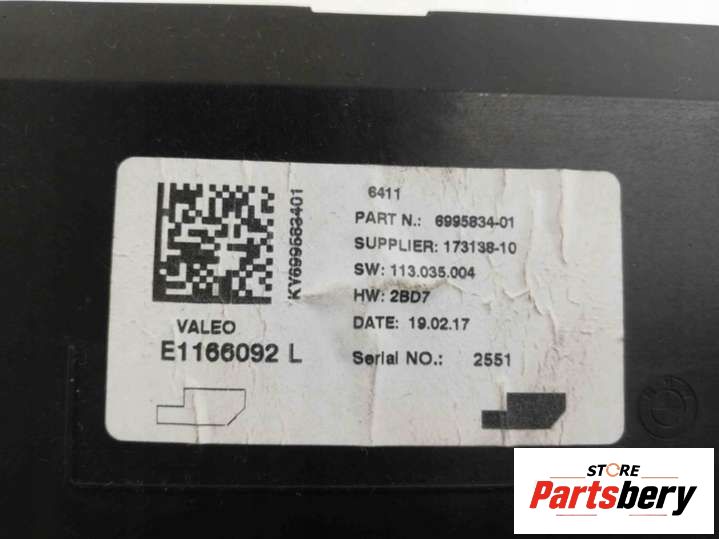 KY699583401
VALEO
E1166092 L
6411
PART N.: 6995834-01
SUPPLIER: 173138-10
SW: 113.035.004
HW: 2BD7
DATE: 19.02.17
Serial NO.: 2551
STORE
Partsbery